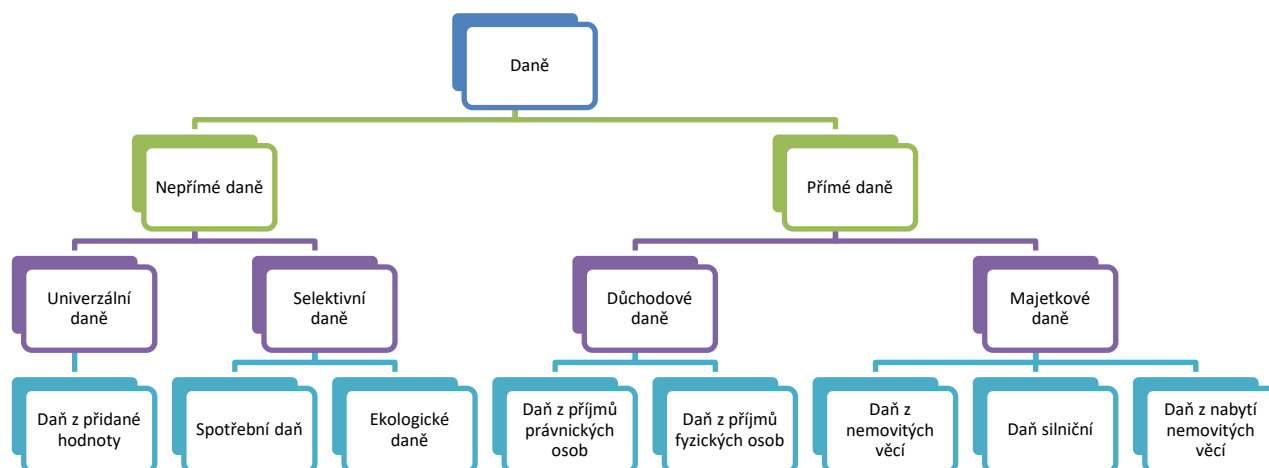 Daně
Nepřímé daně
Přímé daně
Univerzální
daně
Selektivní
daně
Důchodové
daně
Majetkové
daně
Daň z přidané
hodnoty
Spotřební daň
Ekologické
daně
Daň z příjmů
právnických
osob
Daň z příjmů
fyzických osob
Daň z
nemovitých
věcí
Daň silniční
Daň z nabytí
nemovitých
věcí